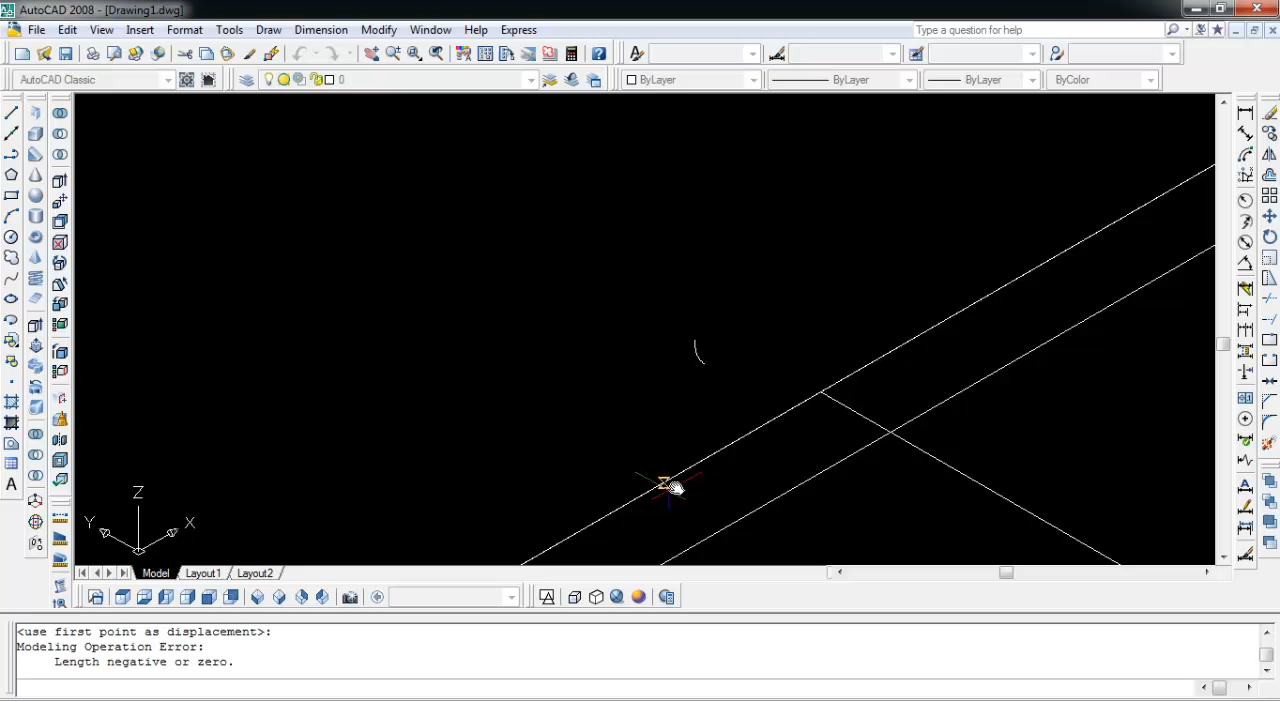 AutoCAD 2008 - [Drawing1.dwg]
File Edit View Insert Format Tools Draw Dimension Modify Window Help Express
Type a question for help
AutoCAD Classic
0
ByLayer
ByLayer
ByLayer
ByColor
A
Z
Y
X
Model Layout1 Layout2
<use first point as displacement>:
Modeling Operation Error:
Length negative or zero.